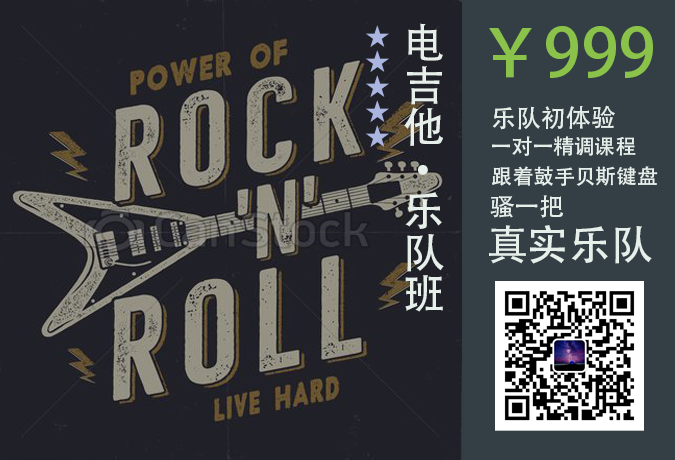 POWER OF
ROCK
'N'
ROLL
LIVE HARD
CanStock
★★★★★
电吉他·乐队班
￥999
乐队初体验
一对一精调课程
跟着鼓手贝斯键盘
骚一把
真实乐队